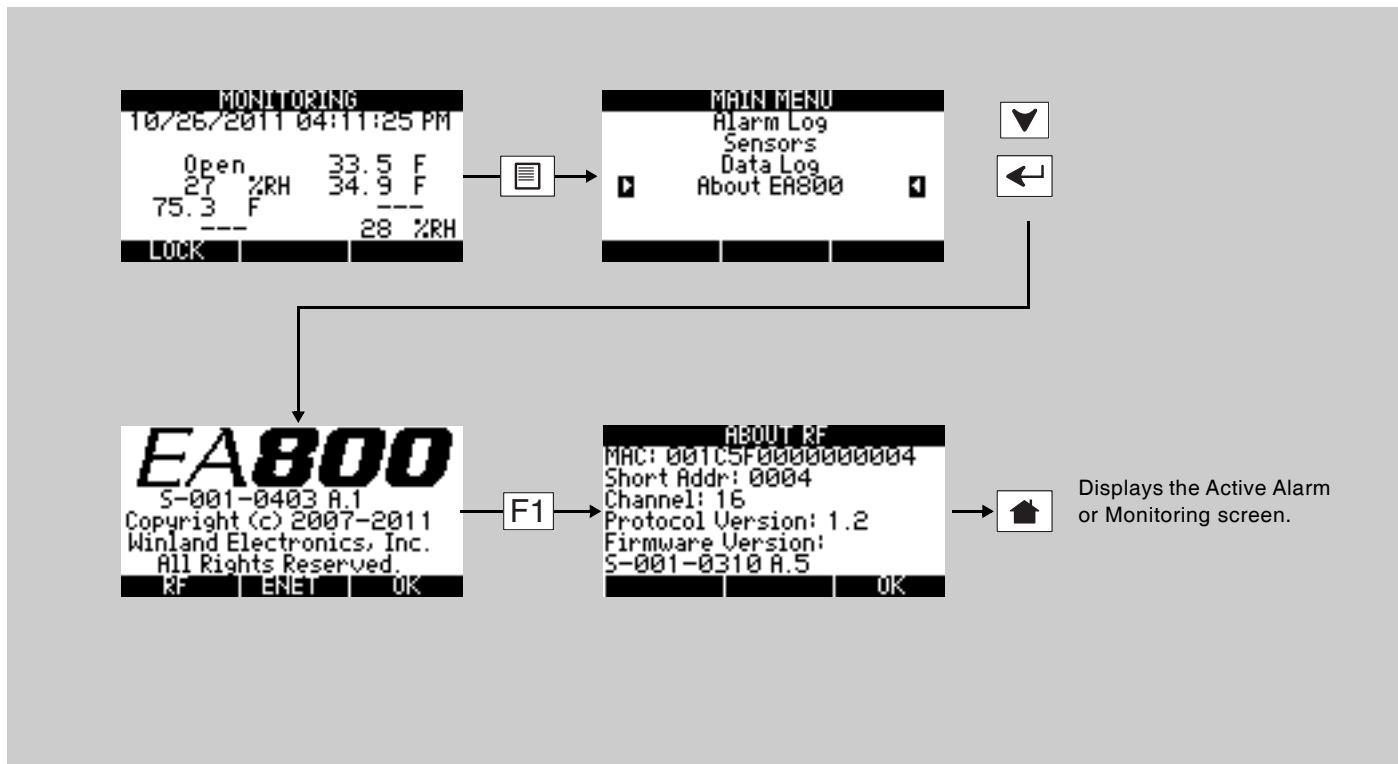 MONITORING
10/26/2011 04:11:25 PM
Open 33.5 F
27 %RH 34.9 F
75.3 F ---
--- 28 %RH
LOCK
MAIN MENU
Alarm Log
Sensors
Data Log
About EA800
EA800
S-001-0403 A.1
Copyright (c) 2007-2011
Winland Electronics, Inc.
All Rights Reserved.
RF ENET OK
F1
ABOUT RF
MAC: 001C5F0000000004
Short Addr: 0004
Channel: 16
Protocol Version: 1.2
Firmware Version:
S-001-0310 A.5
OK
Displays the Active Alarm
or Monitoring screen.